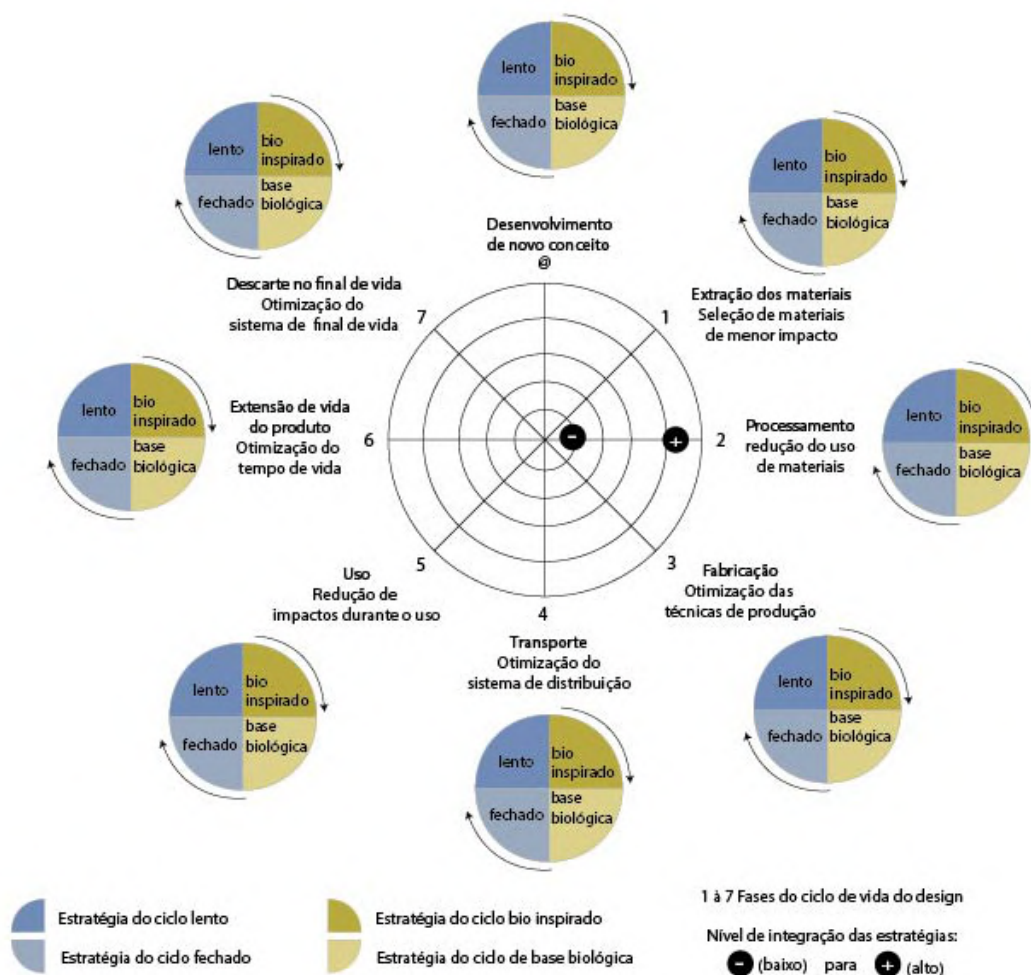 lento
bio
inspirado
fechado
base
biológica
lento
bio
inspirado
fechado
base
biológica
lento
bio
inspirado
fechado
base
biológica
Desenvolvimento
de novo conceito
@
Descarte no final de vida
Otimização do
sistema de final de vida
7
1
Extração dos materiais
Seleção de materiais
de menor impacto
lento
bio
inspirado
fechado
base
biológica
Extensão de vida
do produto
Otimização do
tempo de vida
6
-
+
2
Processamento
redução do uso
de materiais
lento
bio
inspirado
fechado
base
biológica
Uso
Redução de
impactos durante o uso
5
4
3
Fabricação
Otimização das
técnicas de produção
Transporte
Otimização do
sistema de distribuição
lento
bio
inspirado
fechado
base
biológica
lento
bio
inspirado
fechado
base
biológica
lento
bio
inspirado
fechado
base
biológica
Estratégia do ciclo lento
Estratégia do ciclo fechado
Estratégia do ciclo bio inspirado
Estratégia do ciclo de base biológica
1 à 7 Fases do ciclo de vida do design
Nível de integração das estratégias:
- (baixo) para + (alto)